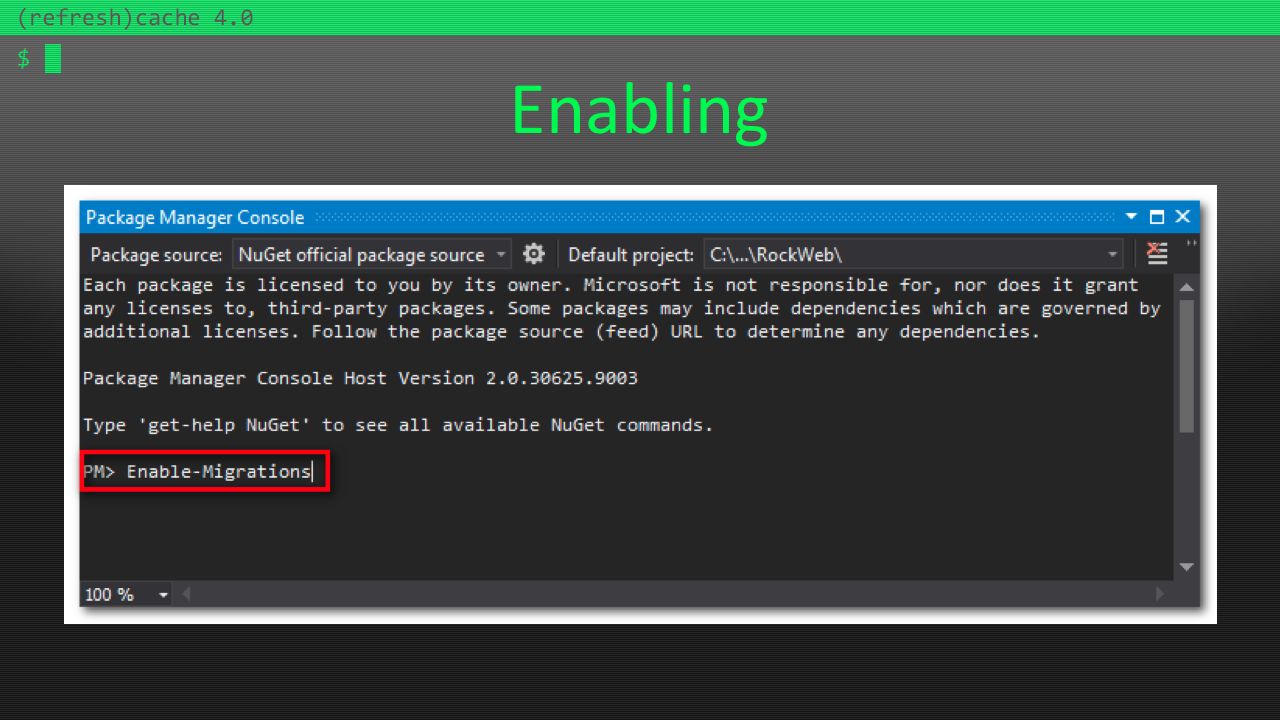 (refresh)cache 4.0
$
Enabling
Package Manager Console
Package source: NuGet official package source Default project: C:\...\RockWeb\
Each package is licensed to you by its owner. Microsoft is not responsible for, nor does it grant
any licenses to, third-party packages. Some packages may include dependencies which are governed by
additional licenses. Follow the package source (feed) URL to determine any dependencies.
Package Manager Console Host Version 2.0.30625.9003
Type 'get-help NuGet' to see all available NuGet commands.
PM> Enable-Migrations
100 %